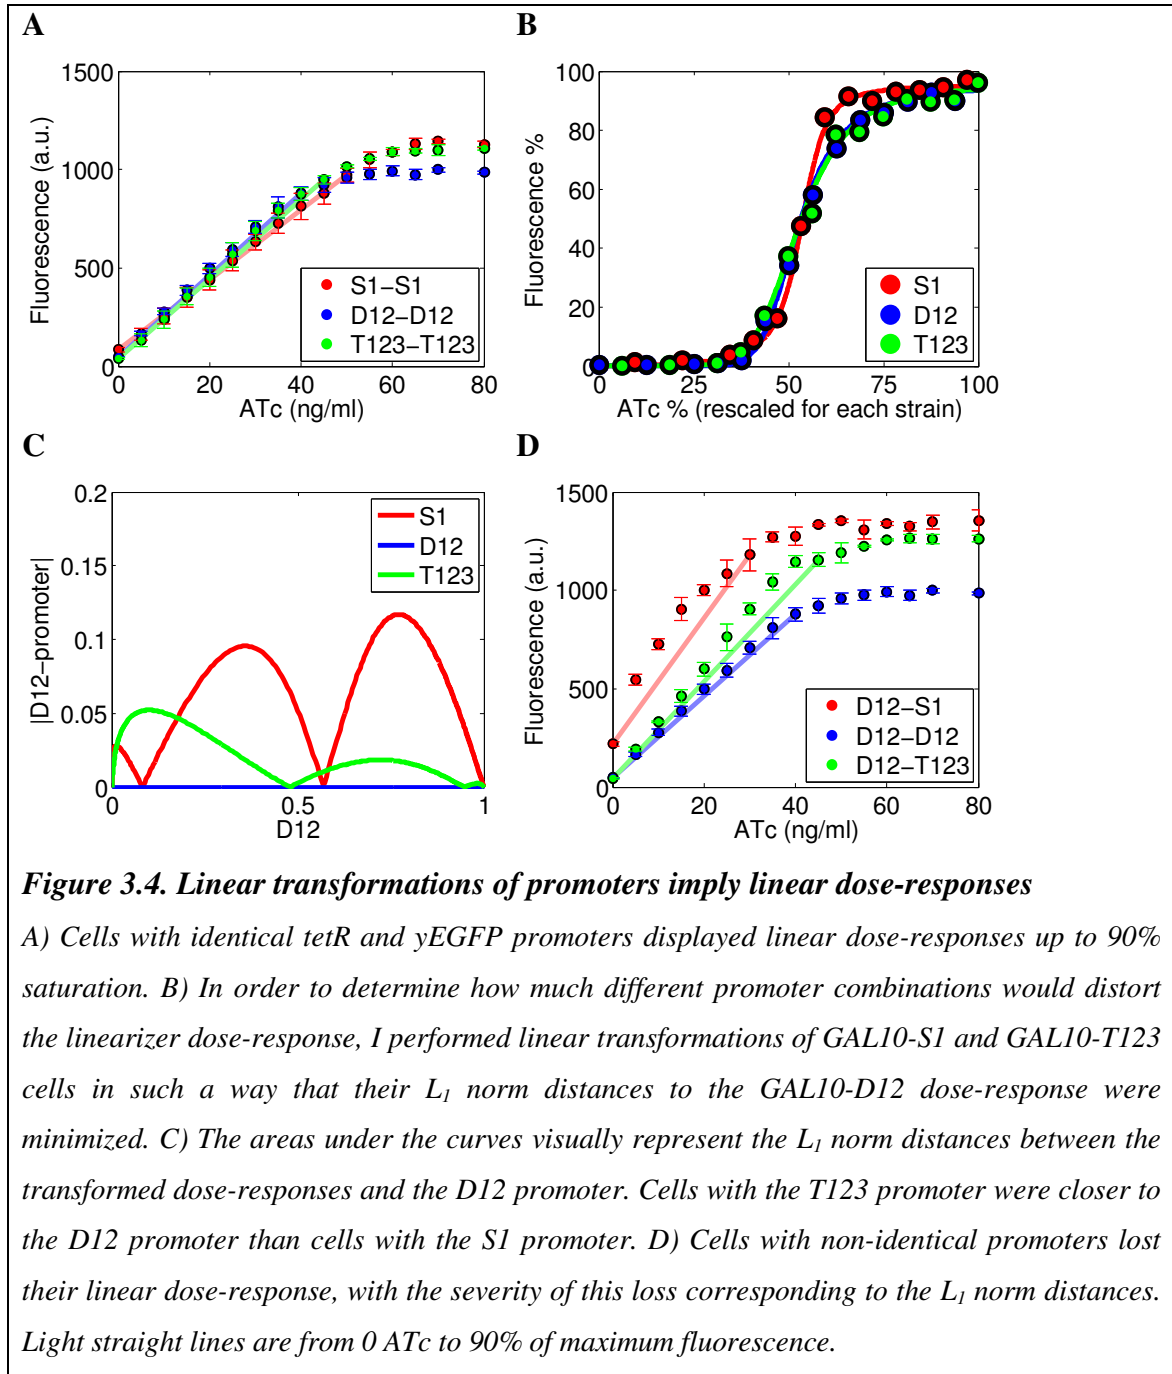 A
1500
1000
500
0
0 20 40 60 80
Fluorescence (a.u.)
ATc (ng/ml)
S1−S1
D12−D12
T123−T123
B
100
80
60
40
20
0
0 25 50 75 100
Fluorescence %
ATc % (rescaled for each strain)
S1
D12
T123
C
0.2
0.15
0.1
0.05
0
0 0.5 1
|D12−promoter|
D12
S1
D12
T123
D
1500
1000
500
0
0 20 40 60 80
Fluorescence (a.u.)
ATc (ng/ml)
D12−S1
D12−D12
D12−T123
Figure 3.4. Linear transformations of promoters imply linear dose-responses
A) Cells with identical tetR and yEGFP promoters displayed linear dose-responses up to 90%
saturation. B) In order to determine how much different promoter combinations would distort
the linearizer dose-response, I performed linear transformations of GAL10-S1 and GAL10-T123
cells in such a way that their L1 norm distances to the GAL10-D12 dose-response were
minimized. C) The areas under the curves visually represent the L1 norm distances between the
transformed dose-responses and the D12 promoter. Cells with the T123 promoter were closer to
the D12 promoter than cells with the S1 promoter. D) Cells with non-identical promoters lost
their linear dose-response, with the severity of this loss corresponding to the L1 norm distances.
Light straight lines are from 0 ATc to 90% of maximum fluorescence.